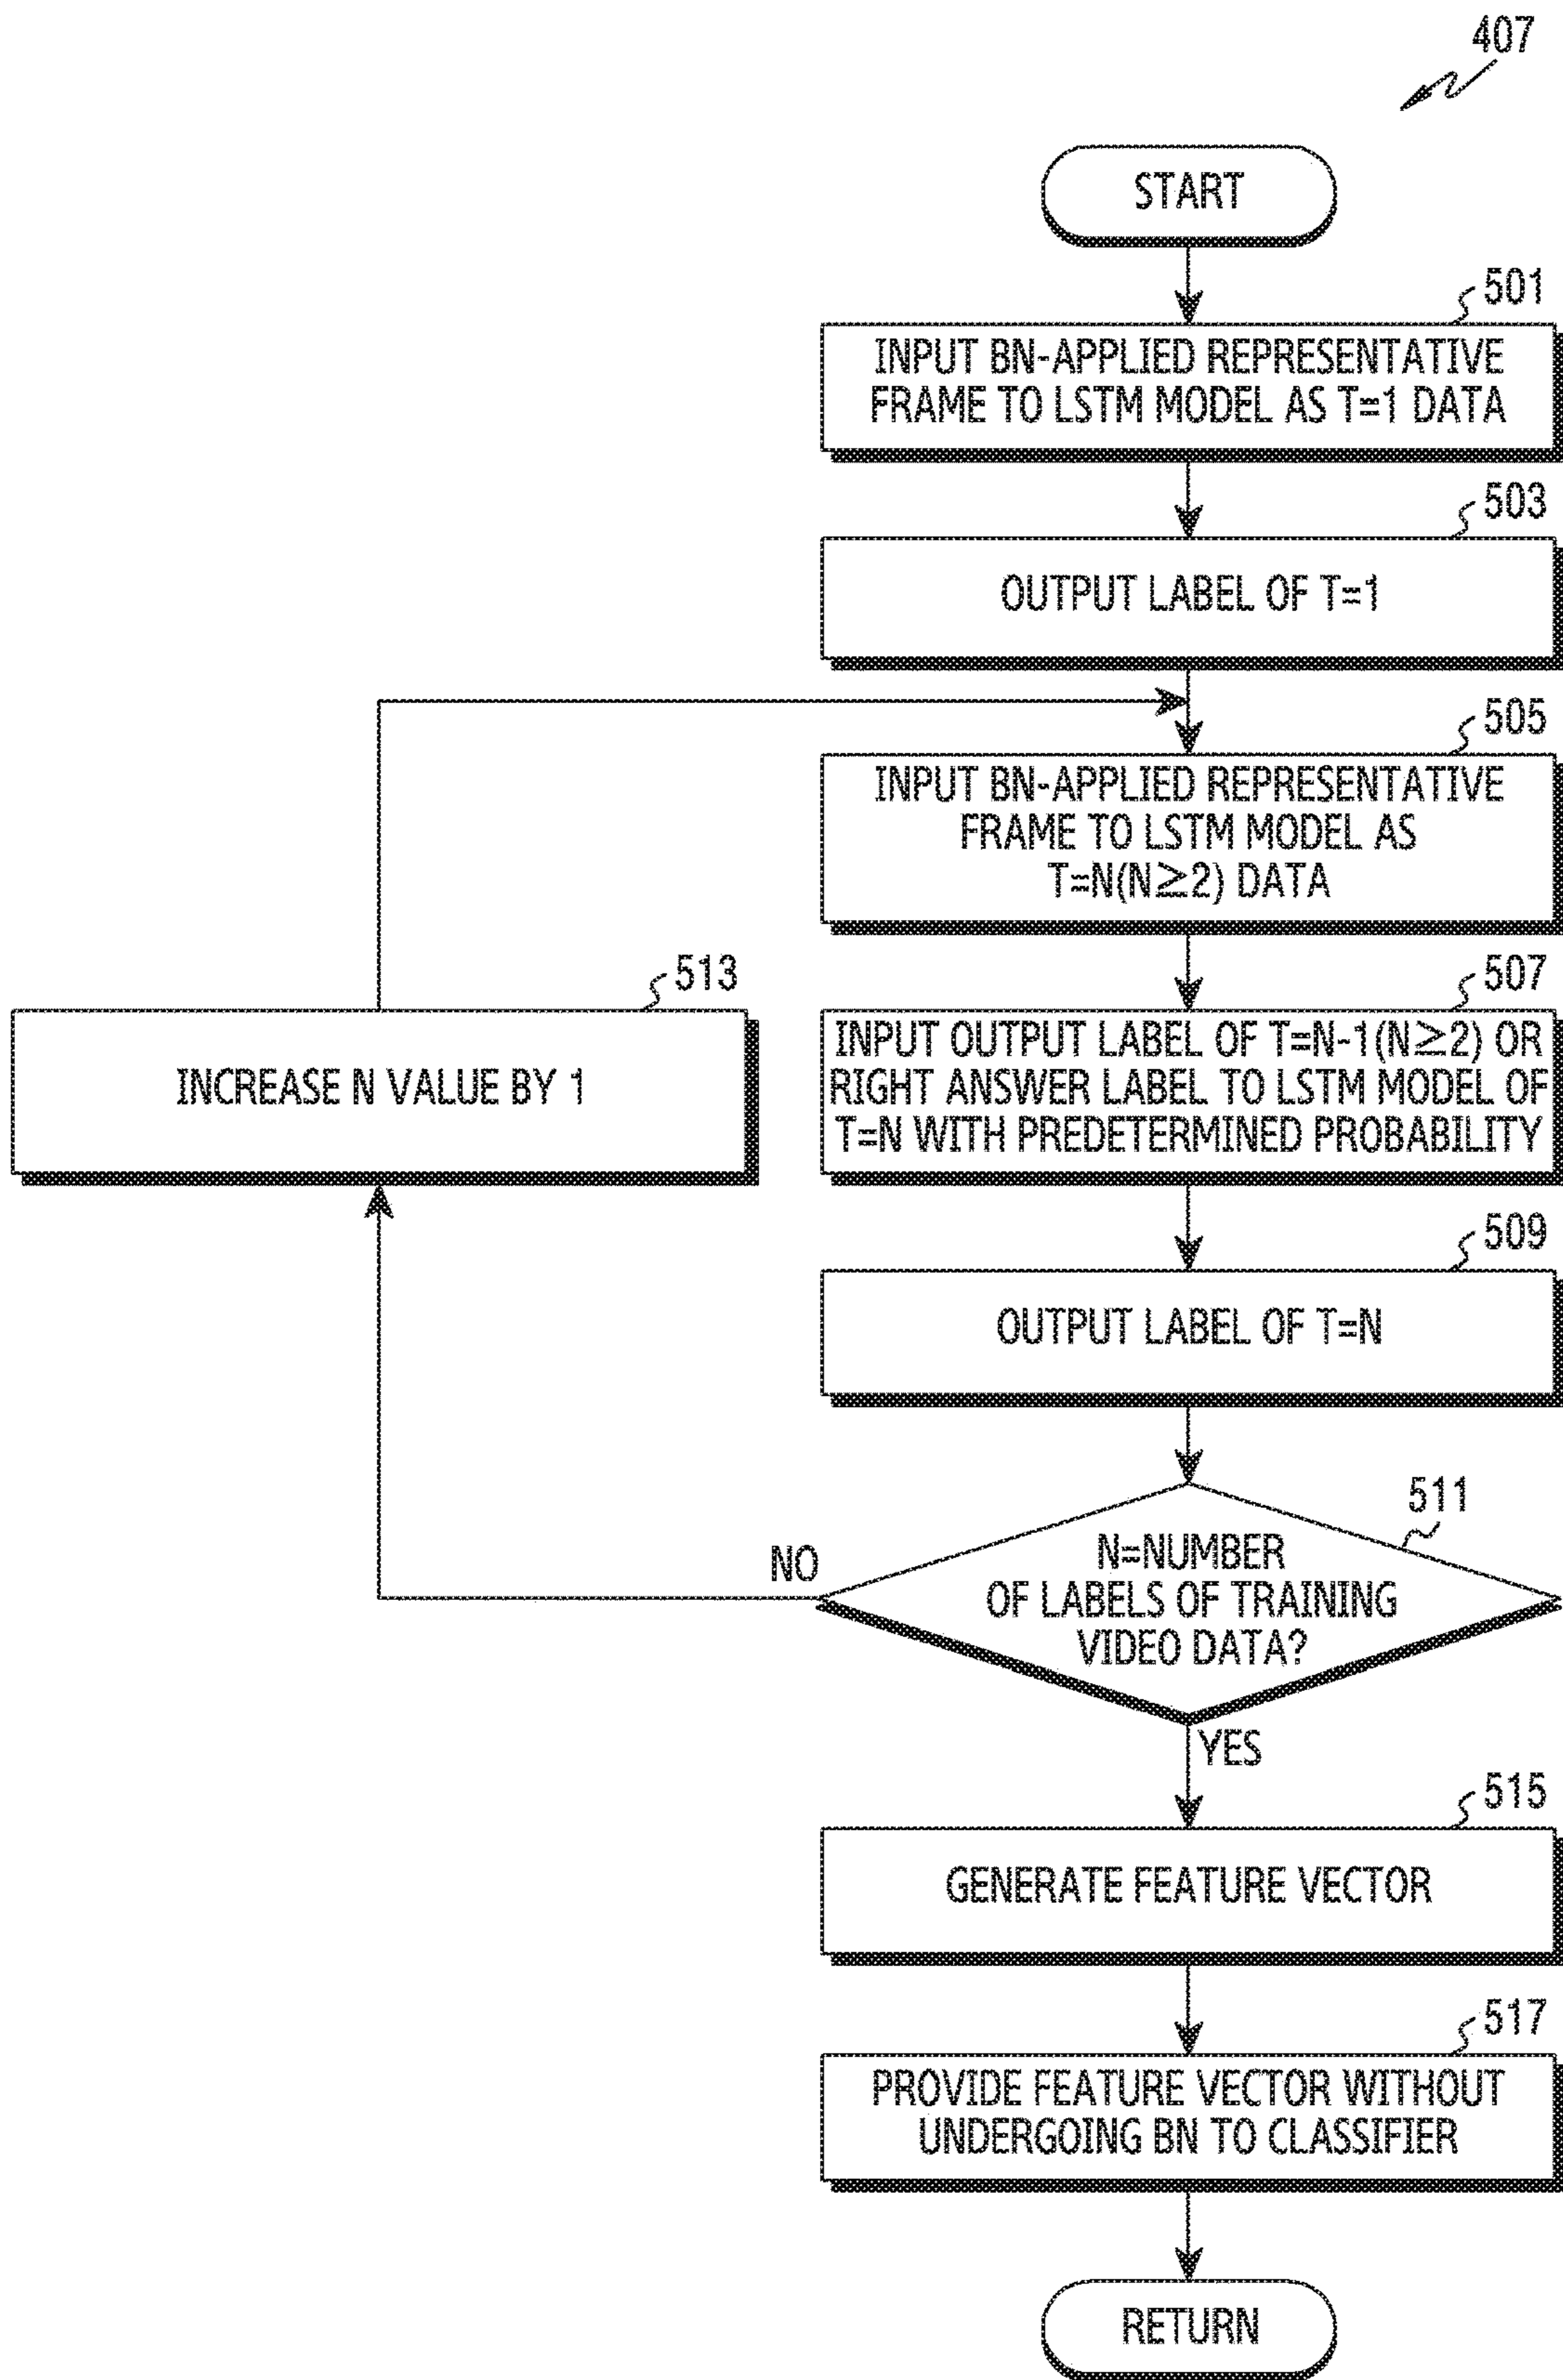 407
START
501
INPUT BN-APPLIED REPRESENTATIVE
FRAME TO LSTM MODEL AS T=1 DATA
503
OUTPUT LABEL OF T=1
505
INPUT BN-APPLIED REPRESENTATIVE
FRAME TO LSTM MODEL AS
T=N(N≧2) DATA
513
INCREASE N VALUE BY 1
507
INPUT OUTPUT LABEL OF T=N-1(N≧2) OR
RIGHT ANSWER LABEL TO LSTM MODEL OF
T=N WITH PREDETERMINED PROBABILITY
509
OUTPUT LABEL OF T=N
511
N=NUMBER
OF LABELS OF TRAINING
VIDEO DATA?
NO
YES
515
GENERATE FEATURE VECTOR
517
PROVIDE FEATURE VECTOR WITHOUT
UNDERGOING BN TO CLASSIFIER
RETURN